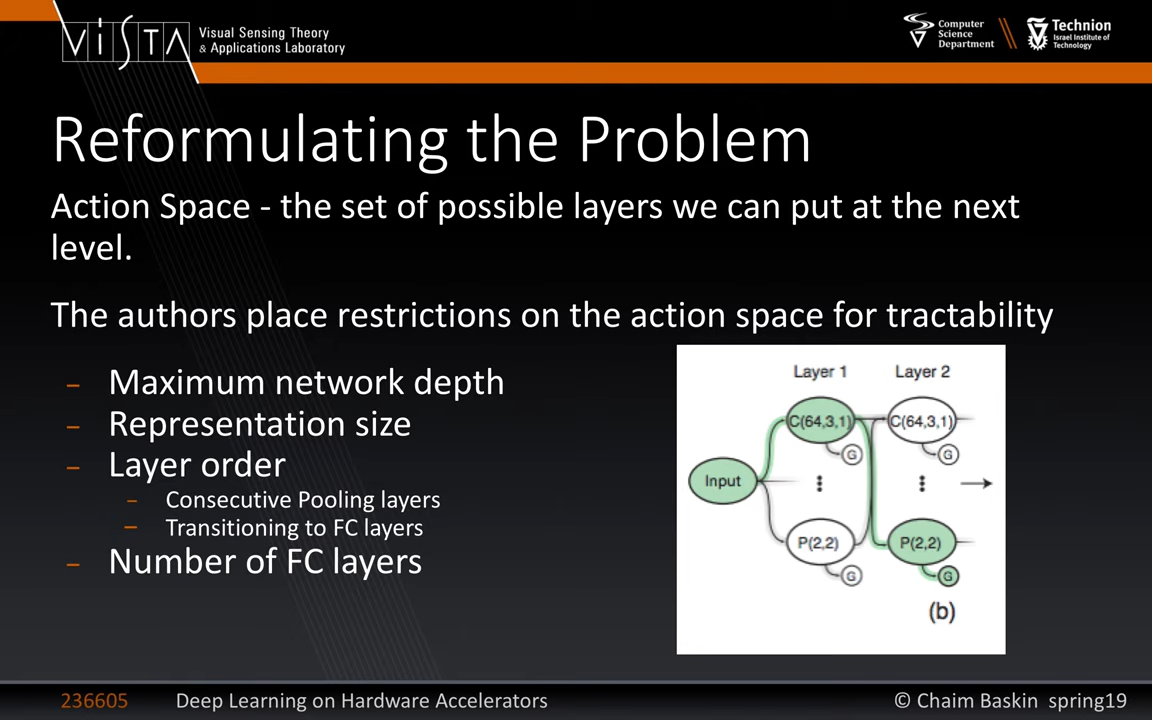 ViSTA
Visual Sensing Theory
& Applications Laboratory
Computer
Science
Department
Technion
Israel Institute of
Technology
Reformulating the Problem
Action Space - the set of possible layers we can put at the next
level.
The authors place restrictions on the action space for tractability
– Maximum network depth
– Representation size
– Layer order
– Consecutive Pooling layers
– Transitioning to FC layers
– Number of FC layers
Layer 1 Layer 2
C(64,3,1) C(64,3,1)
G G
Input
P(2,2) P(2,2)
G G
(b)
236605 Deep Learning on Hardware Accelerators © Chaim Baskin spring19